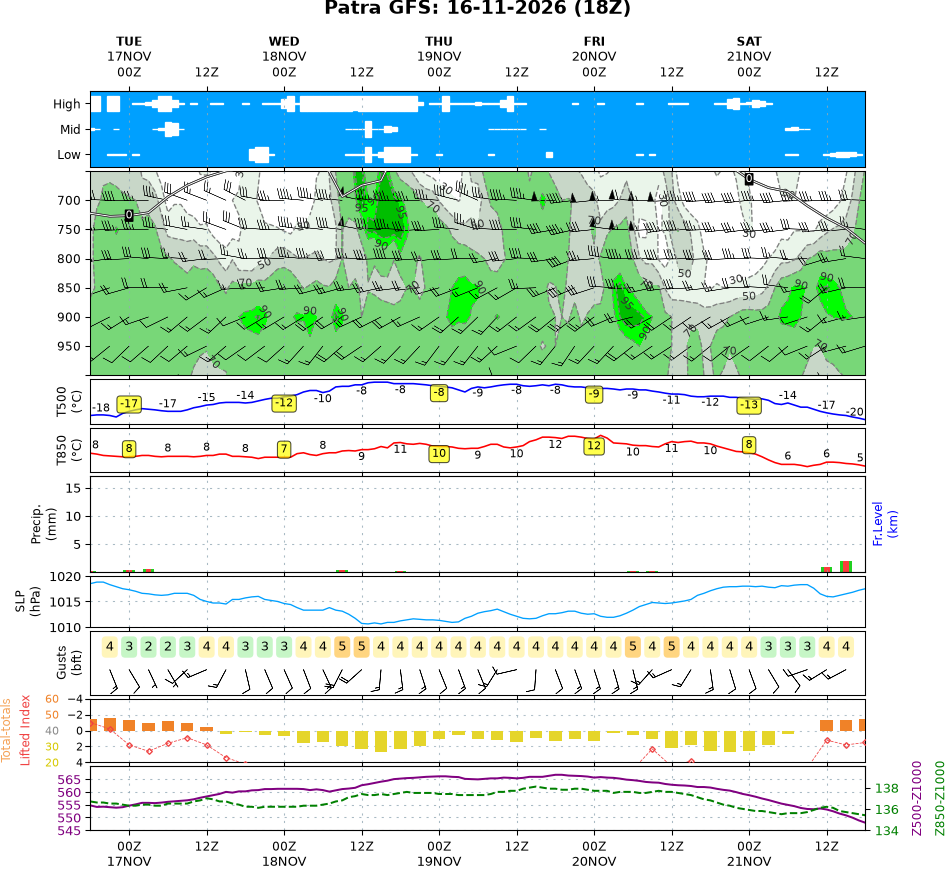 Patra GFS: 16-11-2026 (18Z)
TUE WED THU FRI SAT
17NOV 18NOV 19NOV 20NOV 21NOV
00Z 12Z 00Z 12Z 00Z 12Z 00Z 12Z 00Z 12Z
High
Mid
Low
700
750
800
850
900
950
0 0
30 50 70 90 95
T500 (°C)
-18 -17 -17 -15 -14 -12 -10 -8 -8 -8 -9 -8 -8 -9 -9 -11 -12 -13 -14 -17 -20
T850 (°C)
8 8 8 8 8 7 8 9 11 10 9 10 12 12 10 11 10 8 6 6 5
Precip. (mm)
15
10
5
Fr.Level (km)
SLP (hPa)
1020
1015
1010
Gusts (bft)
4 3 2 2 3 4 4 3 3 3 4 4 5 5 4 4 4 4 4 4 4 4 4 4 4 4 4 5 4 5 4 4 4 4 3 3 3 4 4
Total-totals
Lifted Index
60 -4
50 -2
40 0
30 2
20 4
565
560
555
550
545
138
136
134
Z500-Z1000
Z850-Z1000
00Z 12Z 00Z 12Z 00Z 12Z 00Z 12Z 00Z 12Z
17NOV 18NOV 19NOV 20NOV 21NOV